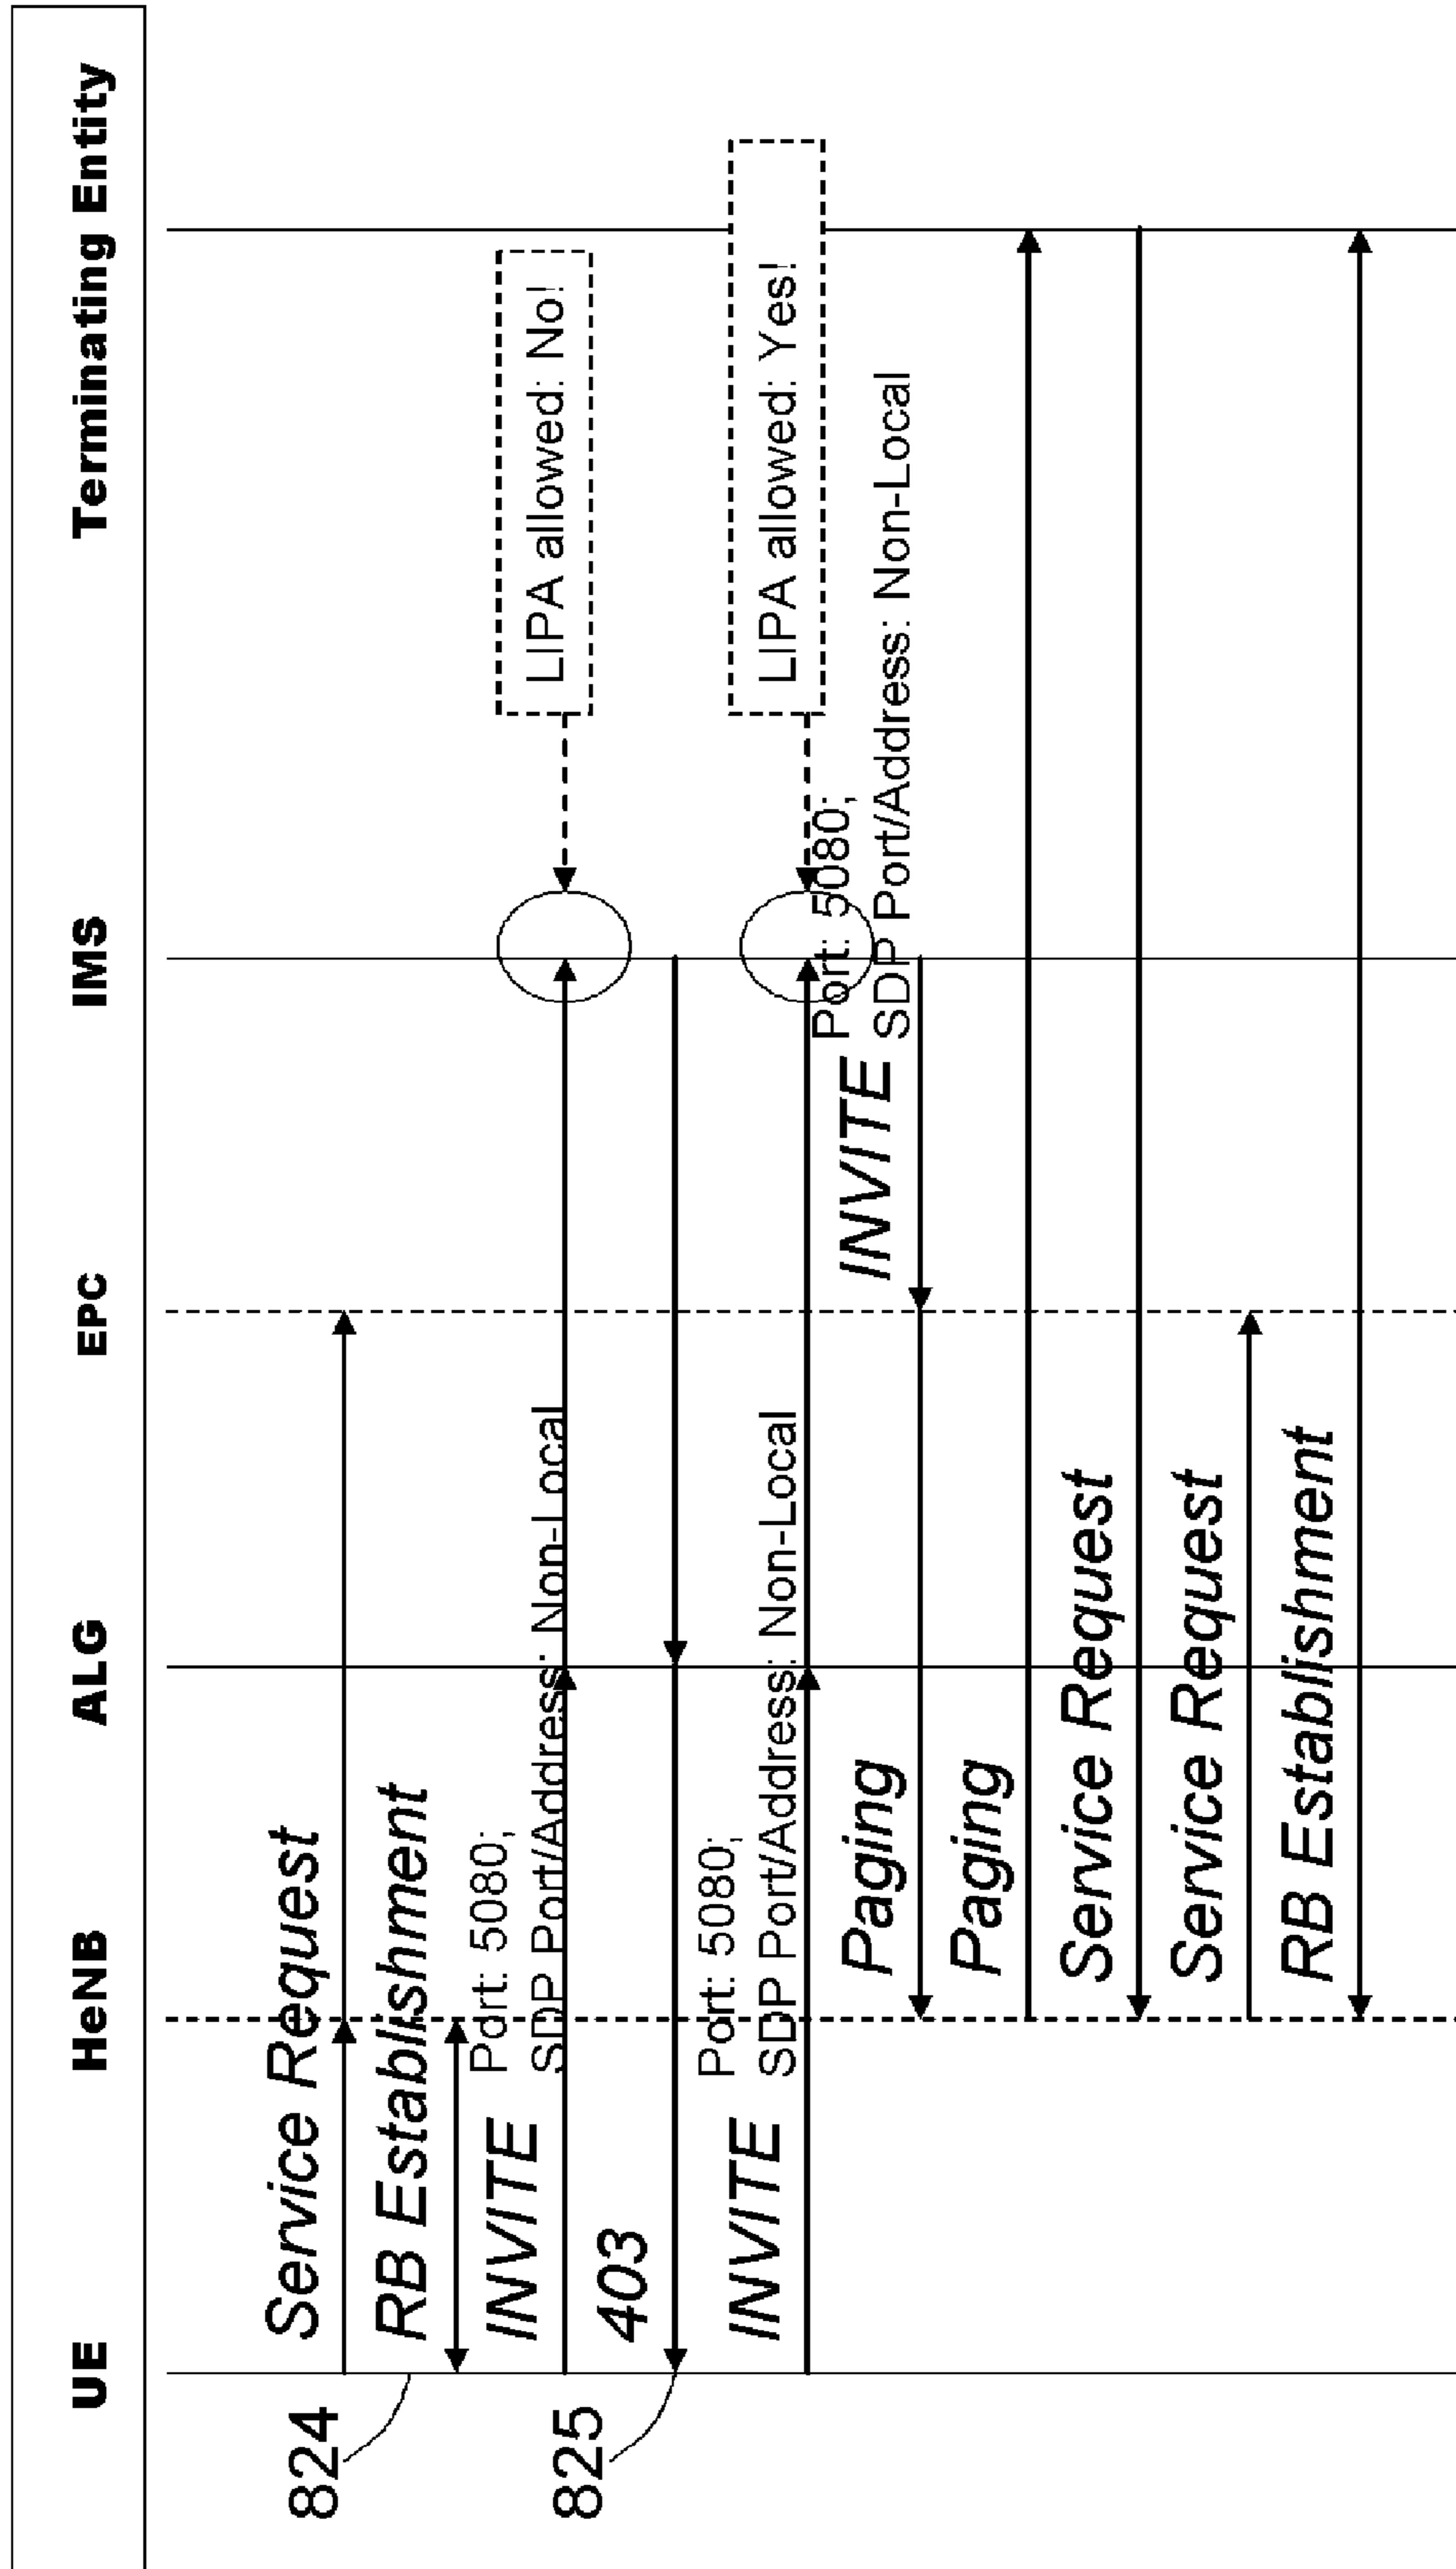 UE HeNB ALG EPC IMS Terminating Entity
824
Service Request
RB Establishment
Port: 5080;
SDP Port/Address: Non-Local
INVITE
LIPA allowed: No!
825
403
Port: 5080;
SDP Port/Address: Non-Local
INVITE
LIPA allowed: Yes!
Port: 5080;
SDP Port/Address: Non-Local
INVITE
Paging
Paging
Service Request
Service Request
RB Establishment